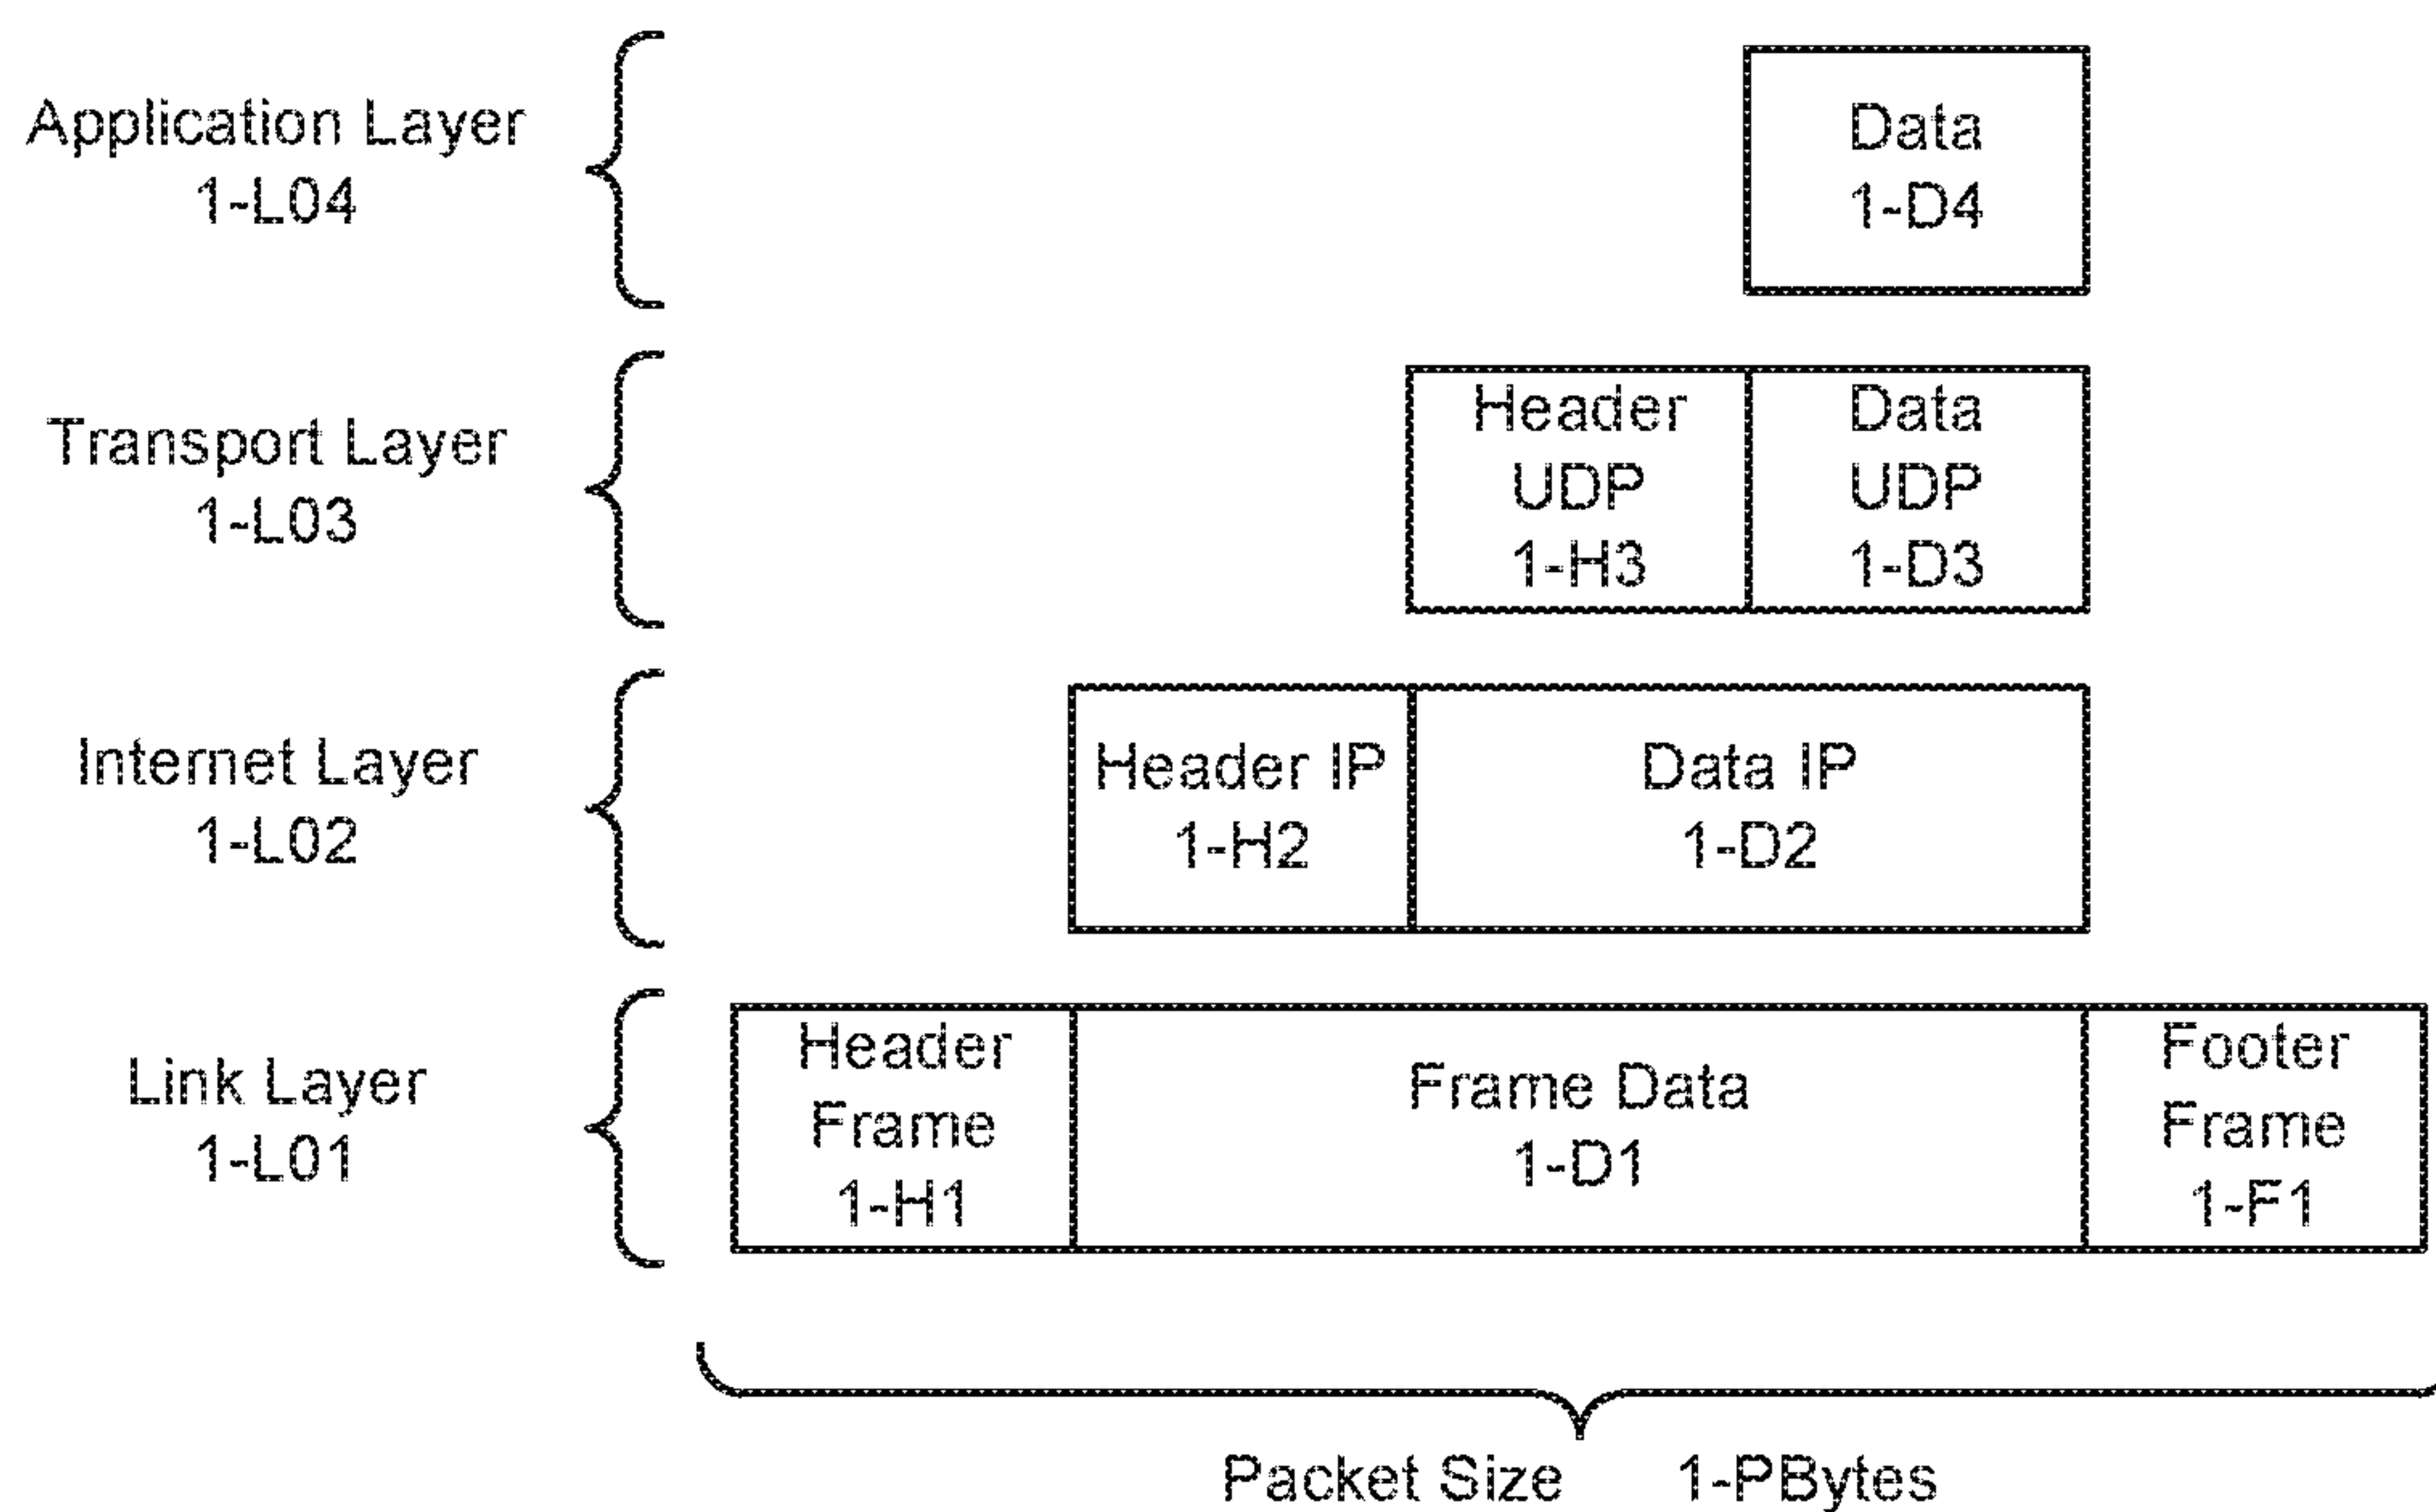 Application Layer
1-L04
Data
1-D4
Transport Layer
1-L03
Header
UDP
1-H3
Data
UDP
1-D3
Internet Layer
1-L02
Header IP
1-H2
Data IP
1-D2
Link Layer
1-L01
Header
Frame
1-H1
Frame Data
1-D1
Footer
Frame
1-F1
Packet Size 1-PBytes